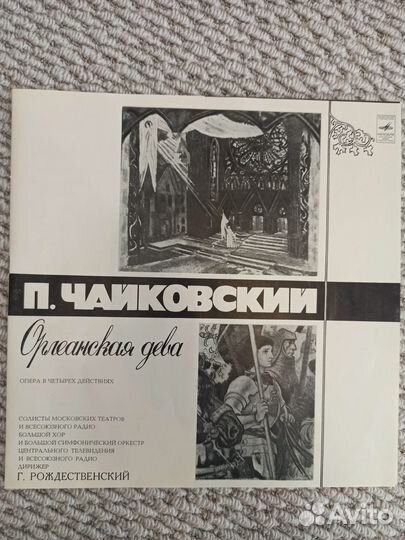 П. ЧАЙКОВСКИЙ
Орлеанская дева
ОПЕРА В ЧЕТЫРЕХ ДЕЙСТВИЯХ
СОЛИСТЫ МОСКОВСКИХ ТЕАТРОВ
И ВСЕСОЮЗНОГО РАДИО
БОЛЬШОЙ ХОР
И БОЛЬШОЙ СИМФОНИЧЕСКИЙ ОРКЕСТР
ЦЕНТРАЛЬНОГО ТЕЛЕВИДЕНИЯ
И ВСЕСОЮЗНОГО РАДИО
ДИРИЖЕР
Г. РОЖДЕСТВЕНСКИЙ
Avito